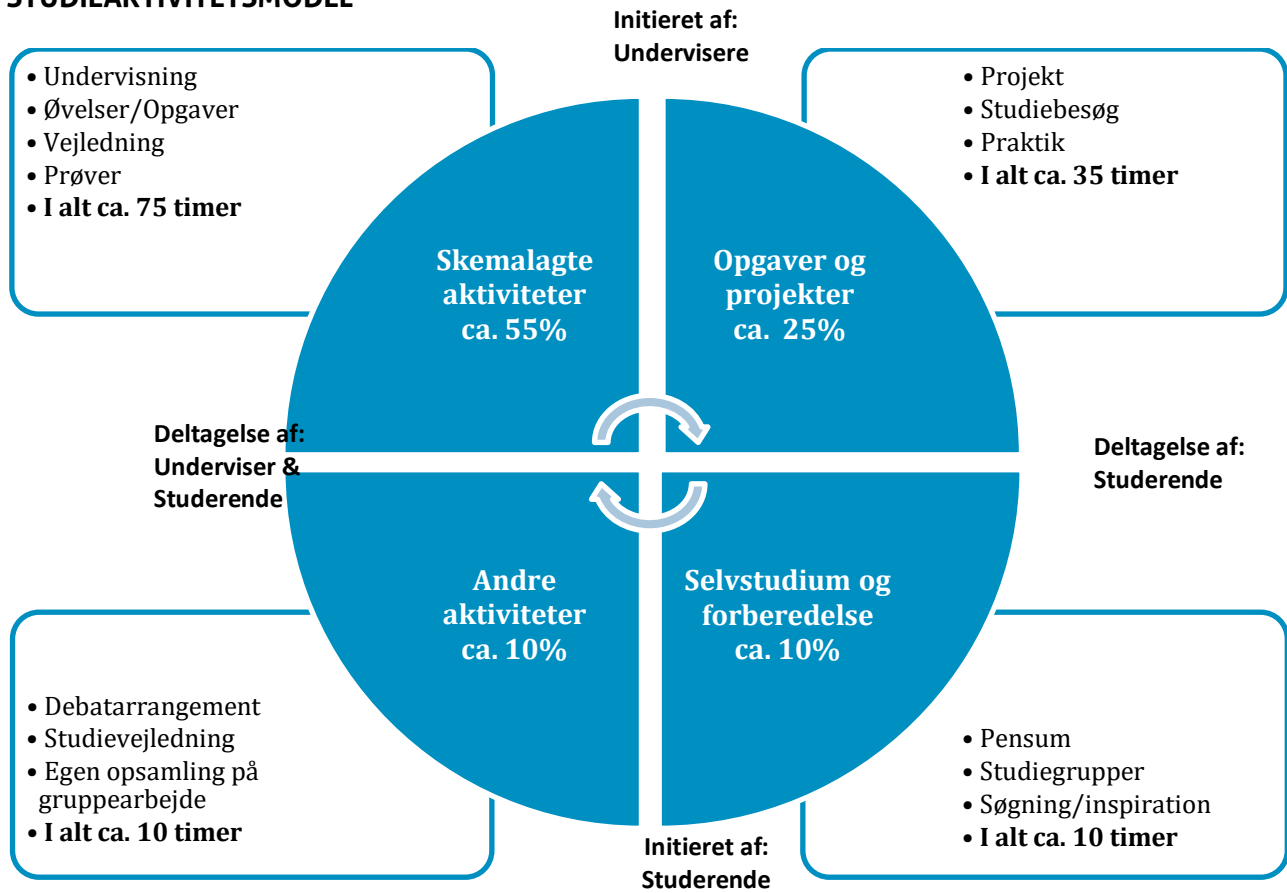 STUDIEAKTIVITETSMODEL
Initieret af:
Undervisere
• Undervisning
• Øvelser/Opgaver
• Vejledning
• Prøver
• I alt ca. 75 timer
• Projekt
• Studiebesøg
• Praktik
• I alt ca. 35 timer
Skemalagte
aktiviteter
ca. 55%
Opgaver og
projekter
ca. 25%
Deltagelse af:
Underviser &
Studerende
Deltagelse af:
Studerende
Andre
aktiviteter
ca. 10%
Selvstudium og
forberedelse
ca. 10%
• Debatarrangement
• Studievejledning
• Egen opsamling på
gruppearbejde
• I alt ca. 10 timer
• Pensum
• Studiegrupper
• Søgning/inspiration
• I alt ca. 10 timer
Initieret af:
Studerende